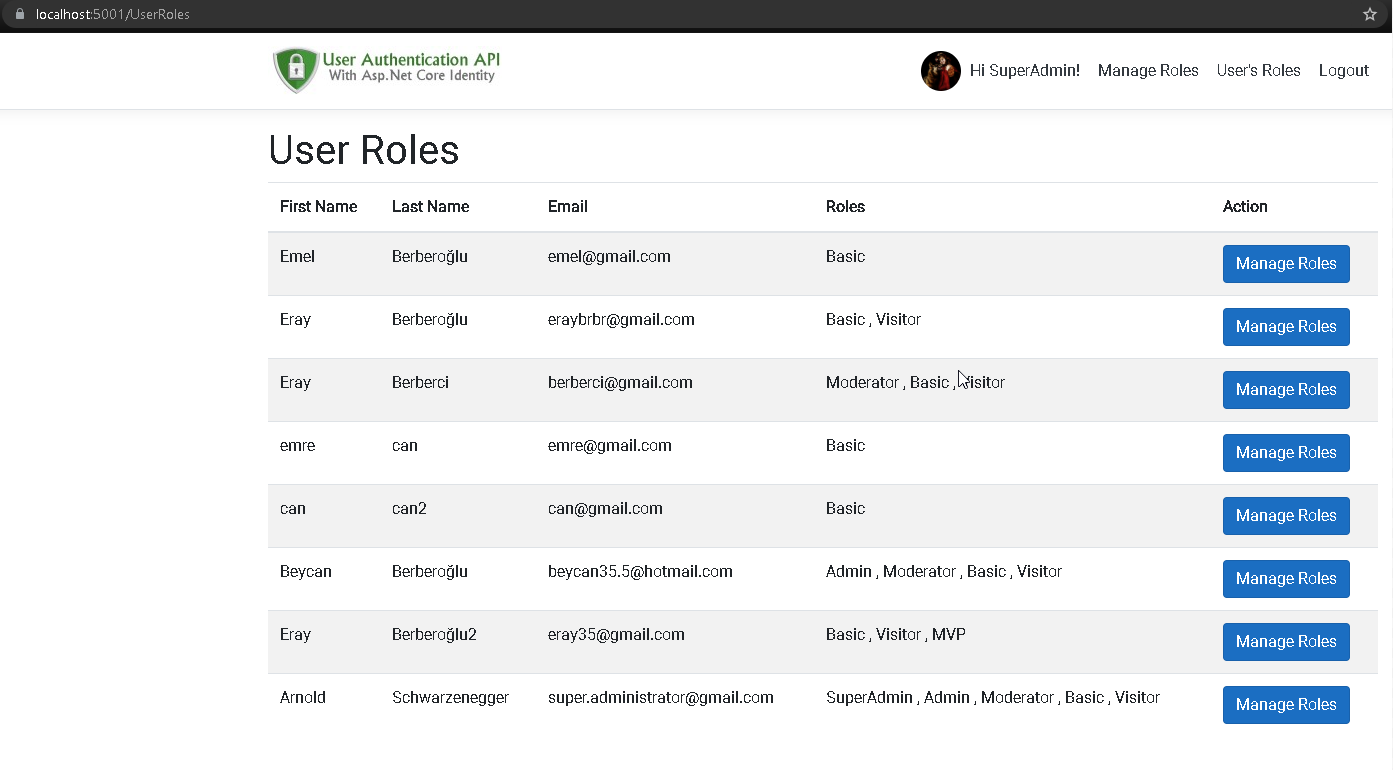 localhost:5001/UserRoles
User Authentication API
With Asp.Net Core Identity
Hi SuperAdmin! Manage Roles User's Roles Logout
User Roles
First Name Last Name Email Roles Action
Emel Berberoğlu emel@gmail.com Basic Manage Roles
Eray Berberoğlu eraybrbr@gmail.com Basic , Visitor Manage Roles
Eray Berberci berberci@gmail.com Moderator , Basic , Visitor Manage Roles
emre can emre@gmail.com Basic Manage Roles
can can2 can@gmail.com Basic Manage Roles
Beycan Berberoğlu beycan35.5@hotmail.com Admin , Moderator , Basic , Visitor Manage Roles
Eray Berberoğlu2 eray35@gmail.com Basic , Visitor , MVP Manage Roles
Arnold Schwarzenegger super.administrator@gmail.com SuperAdmin , Admin , Moderator , Basic , Visitor Manage Roles